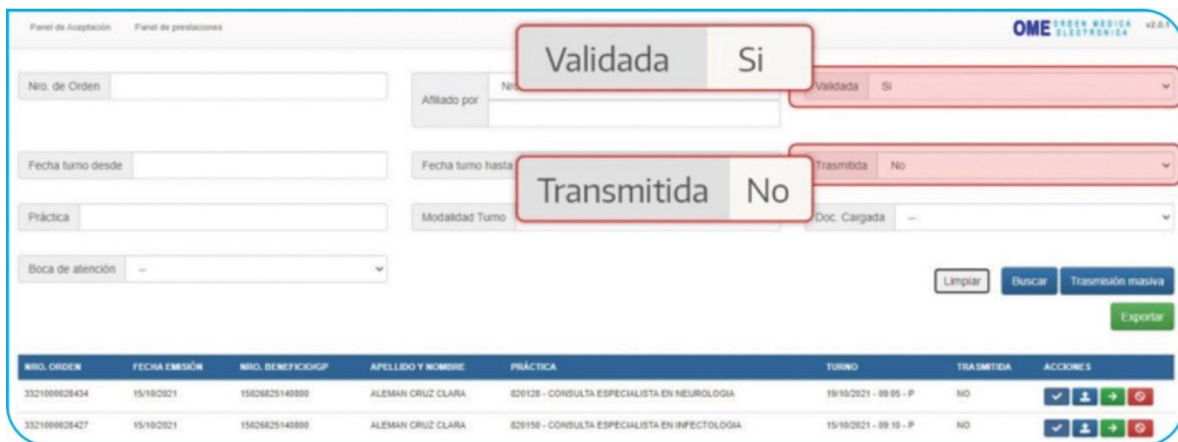 Panel de Aceptación Panel de prestaciones OME ORDEN MEDICA ELECTRONICA v2.0.1
Validada Si
Nro. de Orden Afiliado por Validada Si
Fecha turno desde Fecha turno hasta Trasmitida No
Transmitida No
Práctica Modalidad Turno Doc. Cargada --
Boca de atención --
Limpiar Buscar Trasmisión masiva
Exportar
NRO. ORDEN FECHA EMISIÓN NRO. BENEFICIO/GP APELLIDO Y NOMBRE PRÁCTICA TURNO TRASMITIDA ACCIONES
3321000028434 15/10/2021 15026825140800 ALEMAN CRUZ CLARA 820128 - CONSULTA ESPECIALISTA EN NEUROLOGIA 19/10/2021 - 09:05 - P NO
3321000028427 15/10/2021 15026825140800 ALEMAN CRUZ CLARA 820150 - CONSULTA ESPECIALISTA EN INFECTOLOGIA 15/10/2021 - 09:10 - P NO